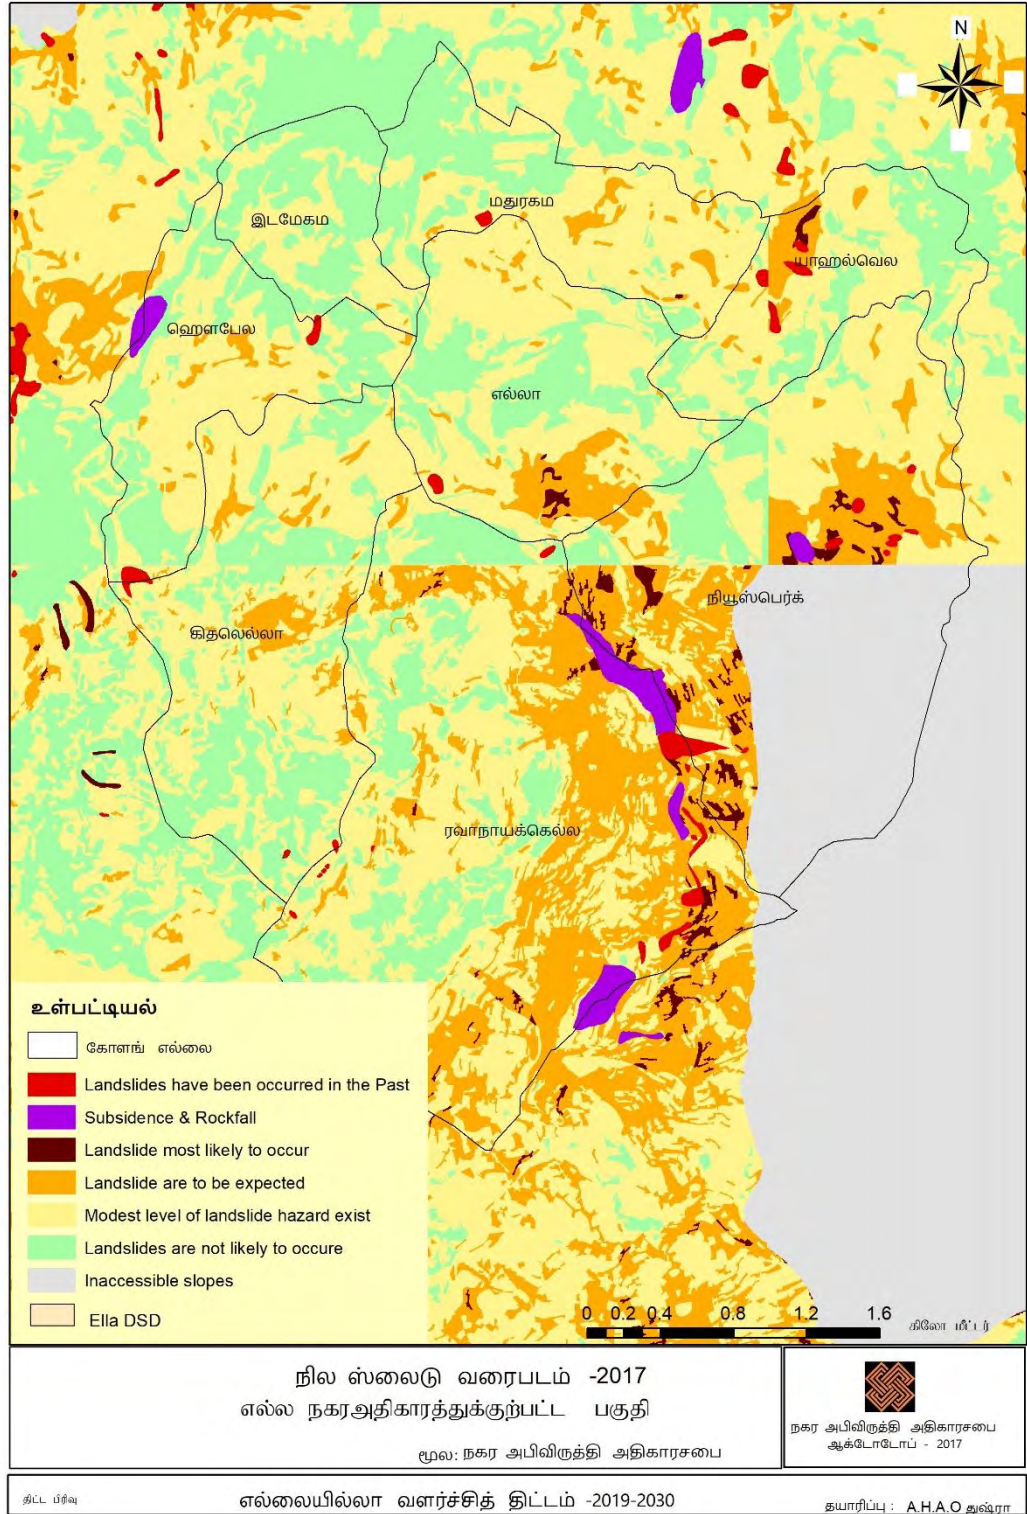 N
மதுரகம
இடமேகம
யாஹல்வெல
ஹௌபேல
எல்லா
நியூஸ்பெர்க்
கிதலெல்லா
ரவாநாயக்கெல்ல
உள்பட்டியல்
கோளங் எல்லை
Landslides have been occurred in the Past
Subsidence & Rockfall
Landslide most likely to occur
Landslide are to be expected
Modest level of landslide hazard exist
Landslides are not likely to occure
Inaccessible slopes
Ella DSD
0 0.2 0.4 0.8 1.2 1.6
கிலோ மீட்டர்
நில ஸ்லைடு வரைபடம் -2017
எல்ல நகரஅதிகாரத்துக்குற்பட்ட பகுதி
மூல: நகர அபிவிருத்தி அதிகாரசபை
நகர அபிவிருத்தி அதிகாரசபை
ஆக்டோடோப் - 2017
திட்ட பிரிவு
எல்லையில்லா வளர்ச்சித் திட்டம் -2019-2030
தயாரிப்பு : A.H.A.O துஷ்ரா